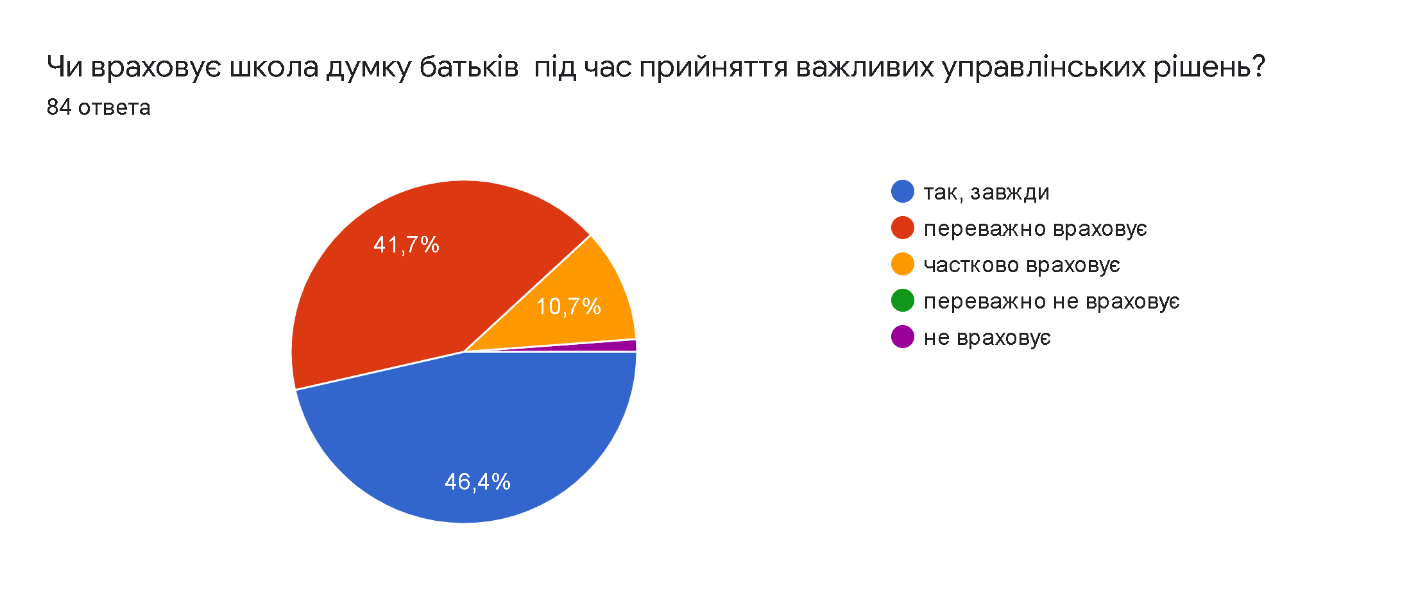 Чи враховує школа думку батьків  під час прийняття важливих управлінських рішень?
84 ответа
41,7%
10,7%
46,4%
так, завжди
переважно враховує
частково враховує
переважно не враховує
не враховує